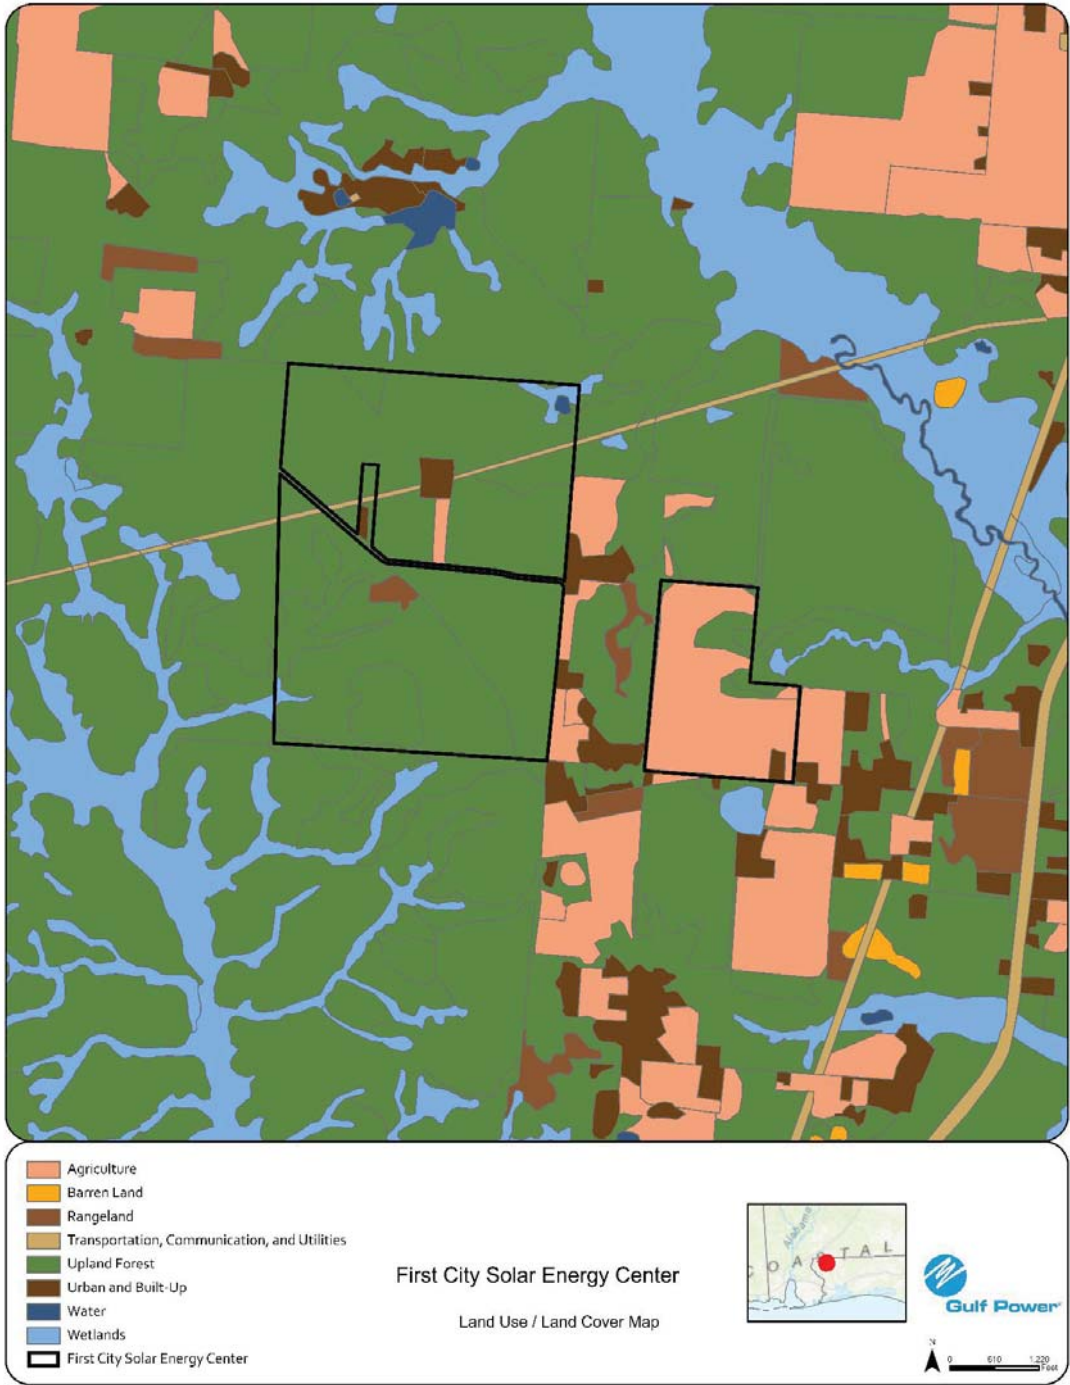 Agriculture
Barren Land
Rangeland
Transportation, Communication, and Utilities
Upland Forest
Urban and Built-Up
Water
Wetlands
First City Solar Energy Center
First City Solar Energy Center
Land Use / Land Cover Map
Alabama
COASTAL
Gulf Power
N
0 610 1,220
Feet